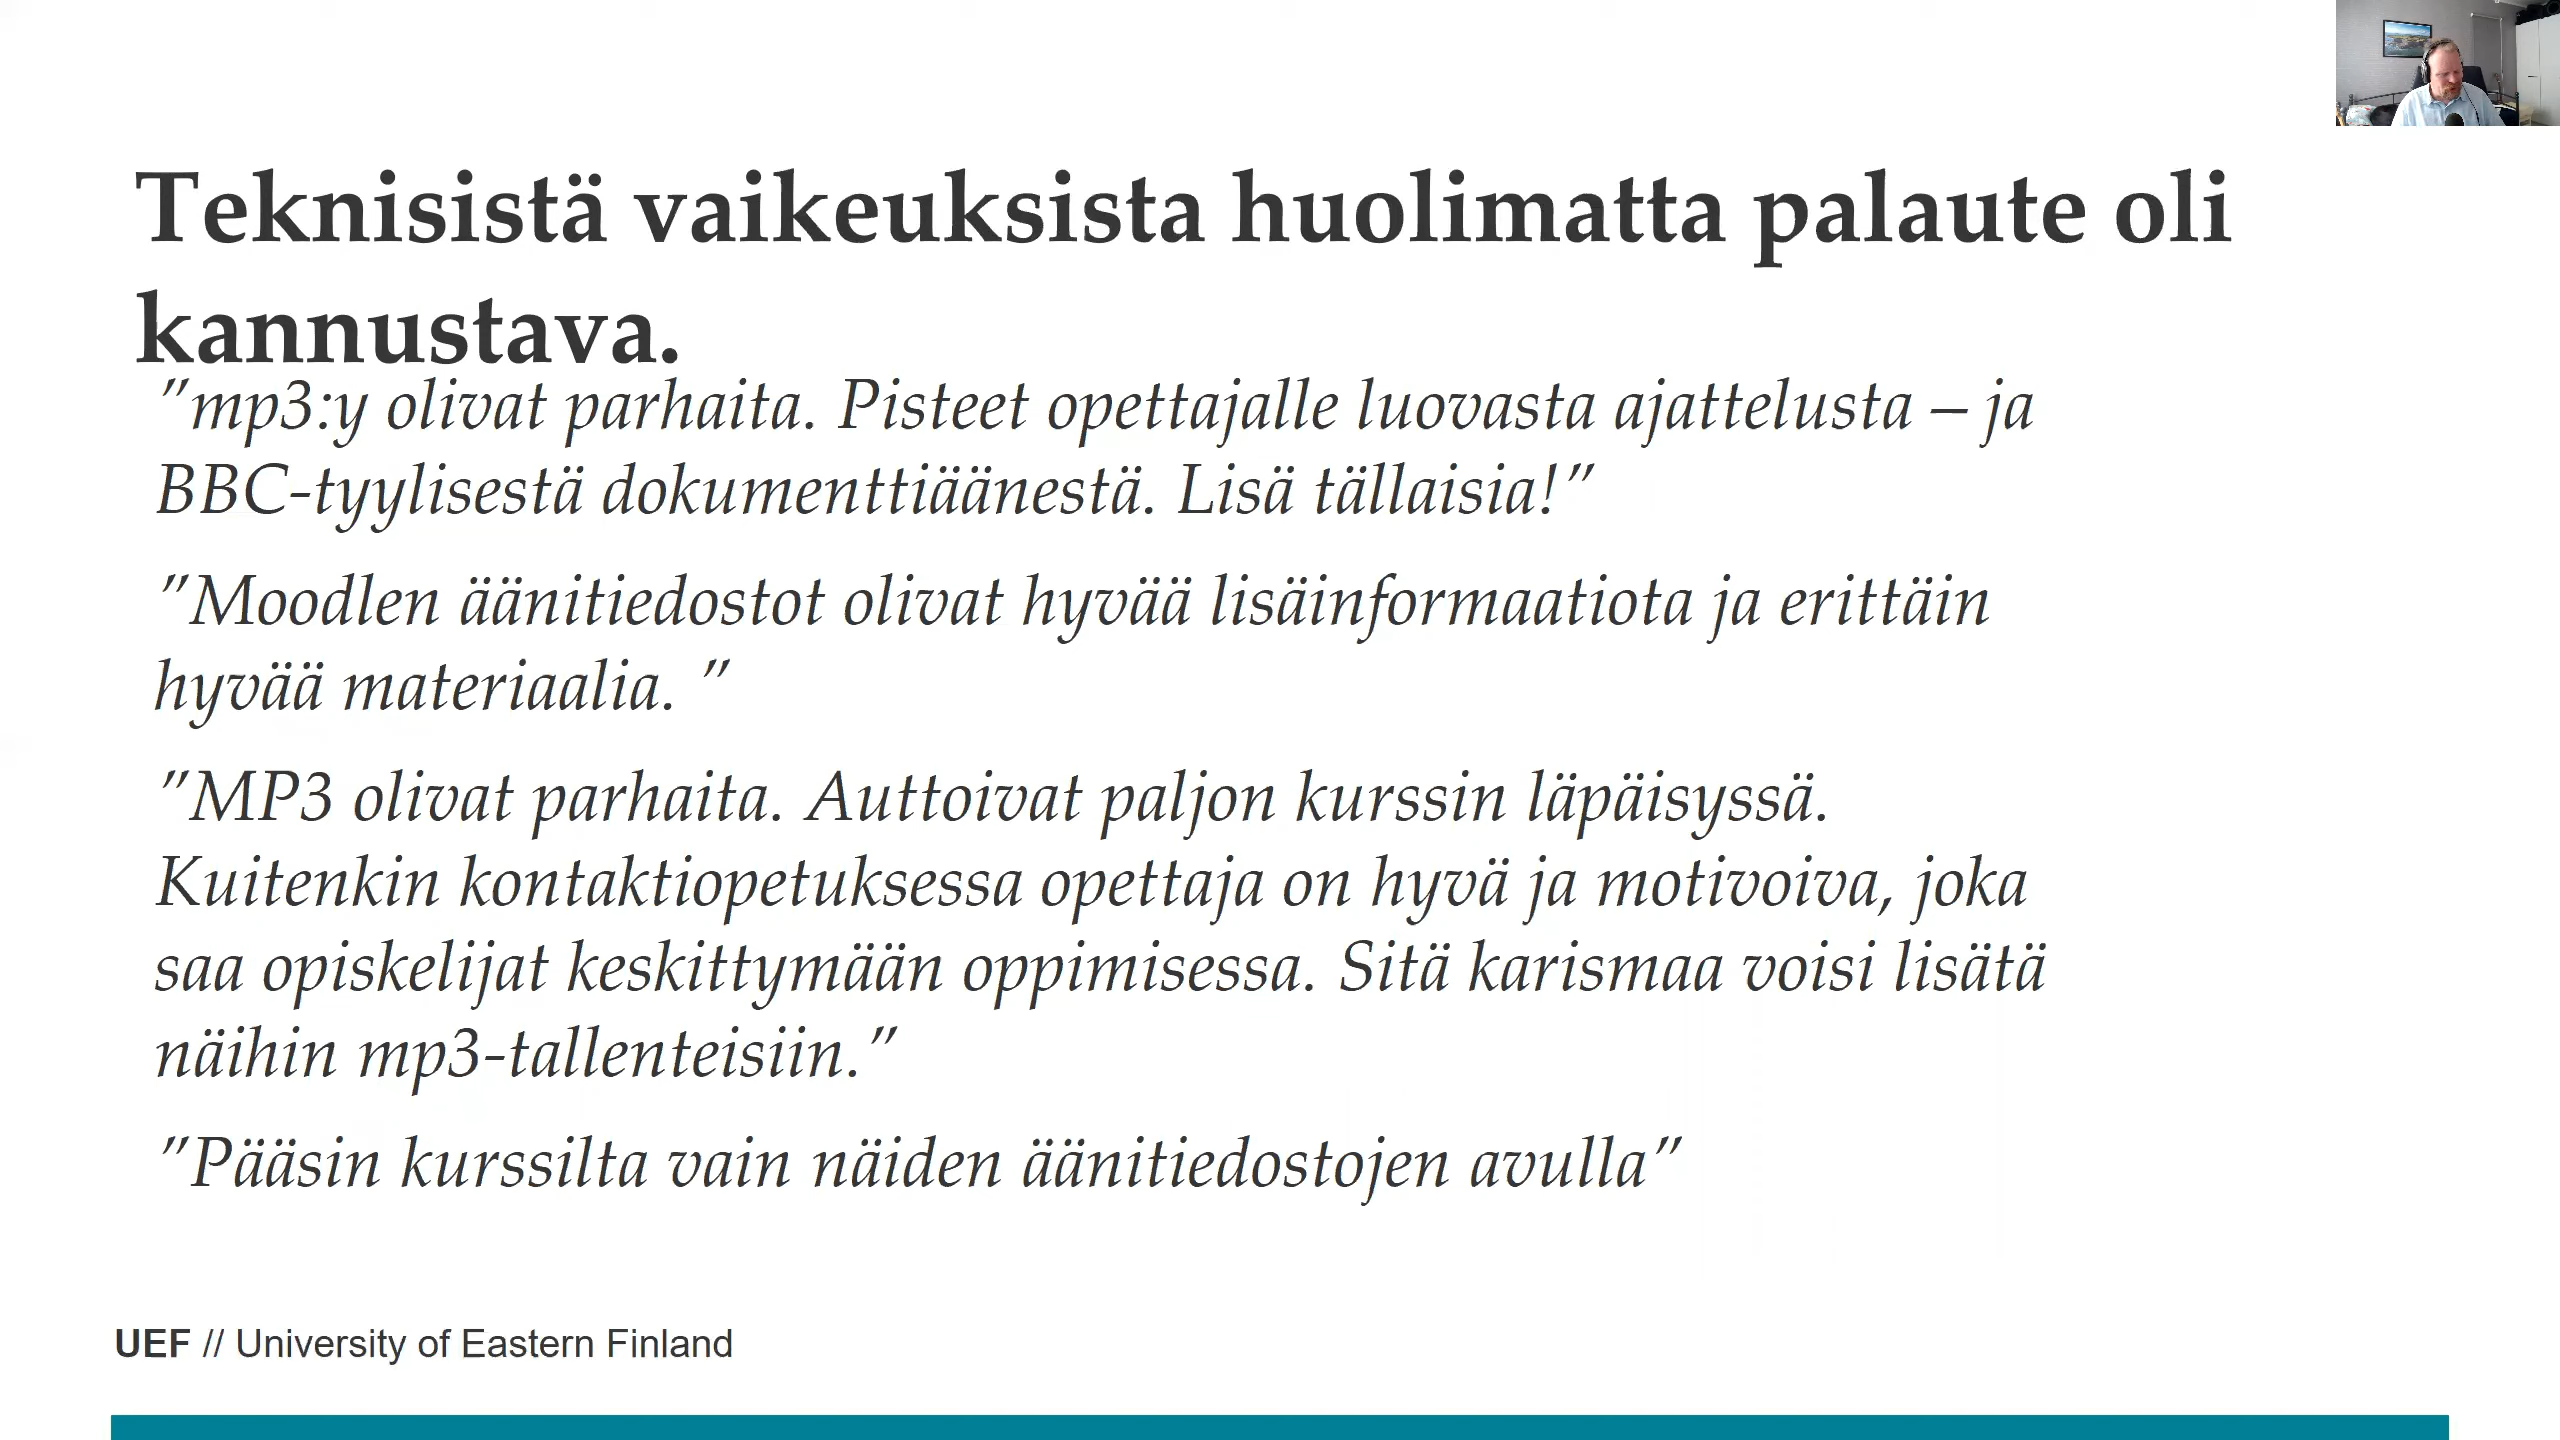 Teknisistä vaikeuksista huolimatta palaute oli
kannustava.
”mp3:y olivat parhaita. Pisteet opettajalle luovasta ajattelusta – ja
BBC-tyylisestä dokumenttiäänestä. Lisä tällaisia!”
”Moodlen äänitiedostot olivat hyvää lisäinformaatiota ja erittäin
hyvää materiaalia. ”
”MP3 olivat parhaita. Auttoivat paljon kurssin läpäisyssä.
Kuitenkin kontaktiopetuksessa opettaja on hyvä ja motivoiva, joka
saa opiskelijat keskittymään oppimisessa. Sitä karismaa voisi lisätä
näihin mp3-tallenteisiin.”
”Pääsin kurssilta vain näiden äänitiedostojen avulla”
UEF // University of Eastern Finland